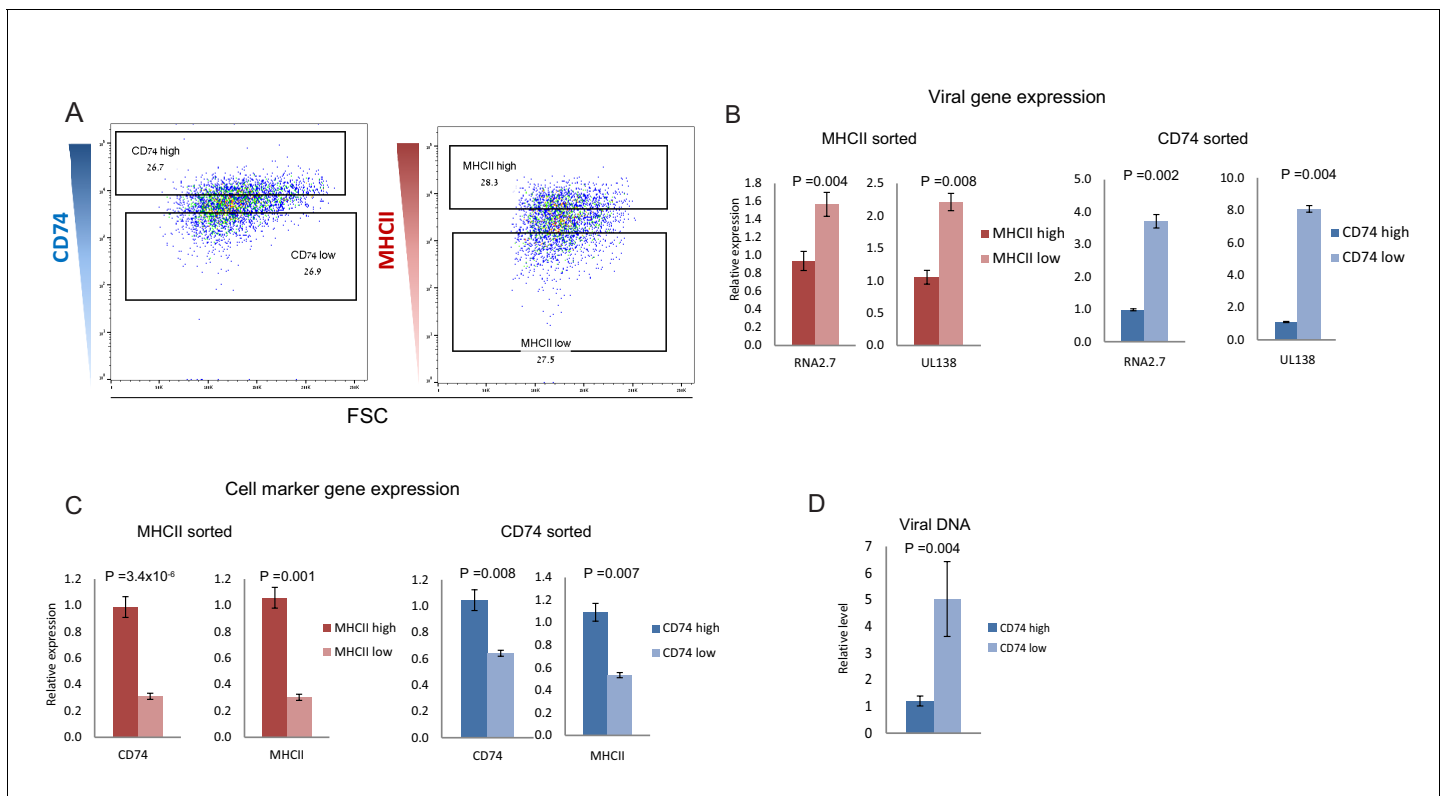 A
CD74
CD74 high
26.7
CD74 low
26.9
MHCII
MHCII high
28.3
MHCII low
27.5
FSC
B
Viral gene expression
MHCII sorted
CD74 sorted
Relative expression
P =0.004
1.8
1.6
1.4
1.2
1.0
0.8
0.6
0.4
0.2
0.0
RNA2.7
P =0.008
2.5
2.0
1.5
1.0
0.5
0.0
UL138
MHCII high
MHCII low
P =0.002
5.0
4.0
3.0
2.0
1.0
0.0
RNA2.7
P =0.004
10.0
8.0
6.0
4.0
2.0
0.0
UL138
CD74 high
CD74 low
C
Cell marker gene expression
MHCII sorted
CD74 sorted
Relative expression
P =3.4x10-6
1.2
1.0
0.8
0.6
0.4
0.2
0.0
CD74
P =0.001
1.2
1.0
0.8
0.6
0.4
0.2
0.0
MHCII
MHCII high
MHCII low
P =0.008
1.2
1.0
0.8
0.6
0.4
0.2
0.0
CD74
P =0.007
1.4
1.2
1.0
0.8
0.6
0.4
0.2
0.0
MHCII
CD74 high
CD74 low
D
Viral DNA
P =0.004
Relative level
7
6
5
4
3
2
1
0
CD74 high
CD74 low